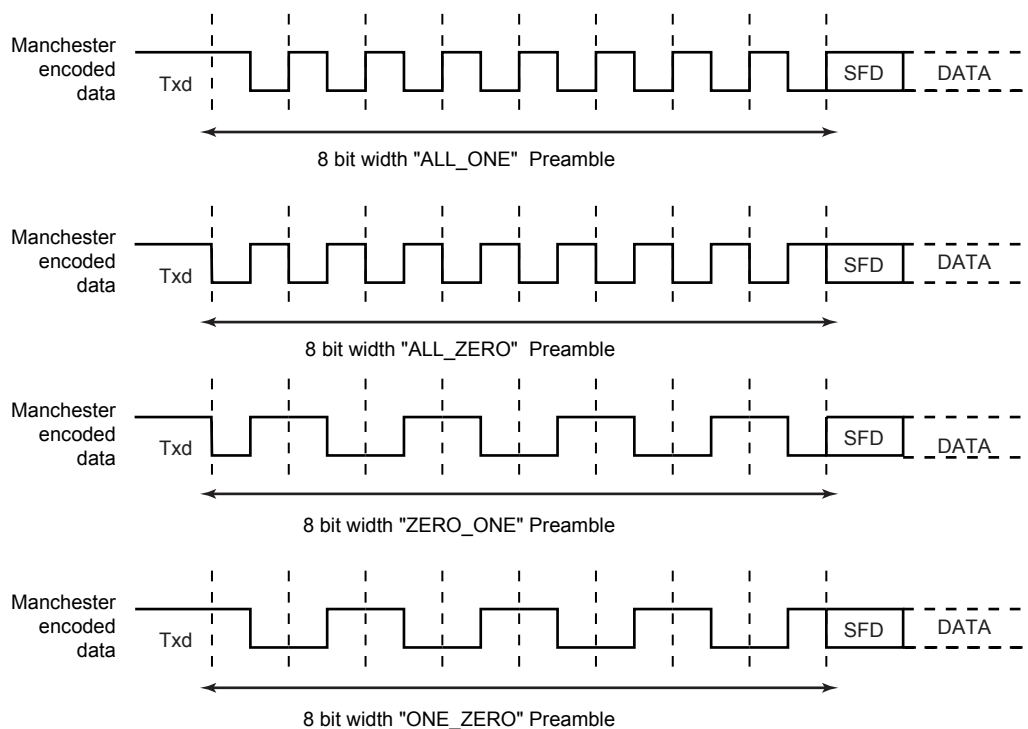 Manchester
encoded
data
Txd
SFD
DATA
8 bit width "ALL_ONE" Preamble
Manchester
encoded
data
Txd
SFD
DATA
8 bit width "ALL_ZERO" Preamble
Manchester
encoded
data
Txd
SFD
DATA
8 bit width "ZERO_ONE" Preamble
Manchester
encoded
data
Txd
SFD
DATA
8 bit width "ONE_ZERO" Preamble